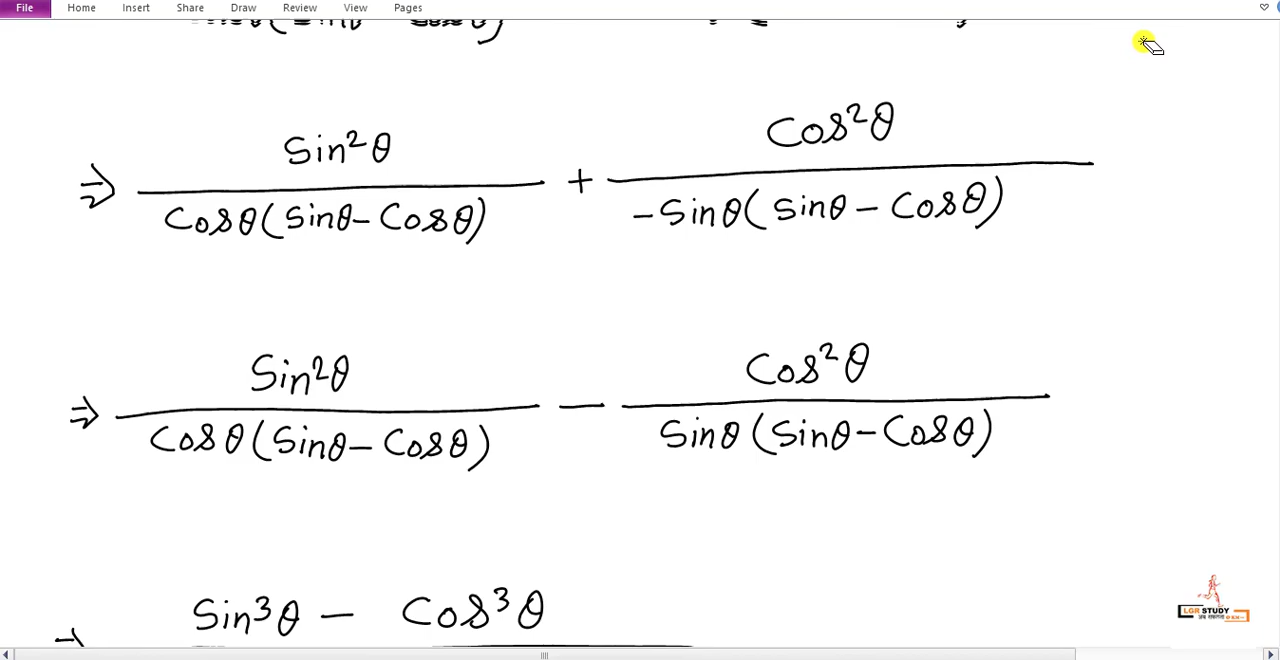 File Home Insert Share Draw Review View Pages
Sin²θ Cos²θ
⇒ ——— + ———
Cosθ(Sinθ-Cosθ) -Sinθ(Sinθ-Cosθ)
Sin²θ Cos²θ
⇒ ——— — ———
Cosθ(Sinθ-Cosθ) Sinθ(Sinθ-Cosθ)
⇒ Sin³θ - Cos³θ
LGR STUDY